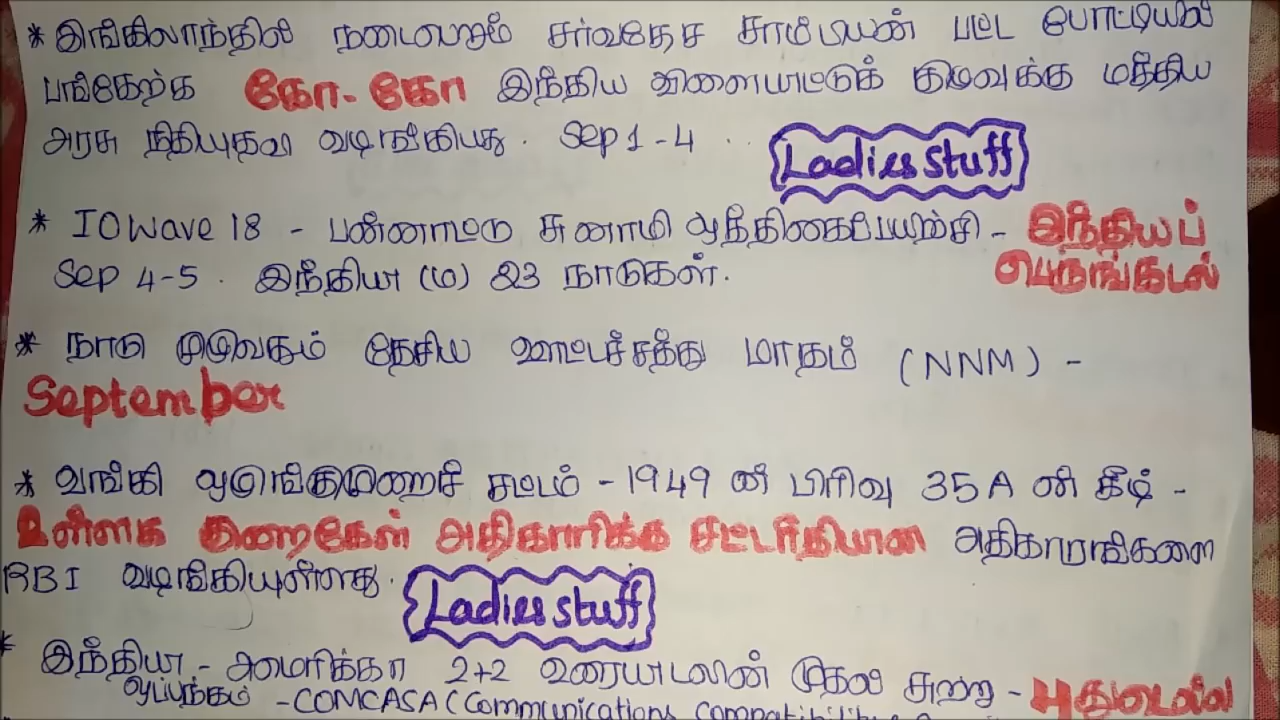 * இங்கிலாந்தில் நடைபெறும் சர்வதேச சாம்பியன் பட்ட போட்டியில்
பங்கேற்க கோ-கோ இந்திய விளையாட்டுக் குழுவுக்கு மத்திய
அரசு நிதியுதவி வழங்கியது. Sep 1-4
Ladies stuff
* IOWave 18 - பன்னாட்டு சுனாமி ஒத்திகைப்பயிற்சி - இந்தியப்
பெருங்கடல்
Sep 4-5. இந்தியா (ம) 23 நாடுகள்.
* நாடு முழுவதும் தேசிய ஊட்டச்சத்து மாதம் (NNM) -
September
* வங்கி ஒழுங்குமுறைச் சட்டம் - 1949 ன் பிரிவு 35A ன் கீழ் -
உள்ளக குறைகேள் அதிகாரிக்கு சட்டரீதியான அதிகாரங்களை
RBI வழங்கியுள்ளது.
Ladies stuff
* இந்தியா - அமெரிக்கா 2+2 உரையாடலின் முதல் சுற்று - புதுடெல்லி
ஒப்பந்தம் - COMCASA (Communications Compatibility